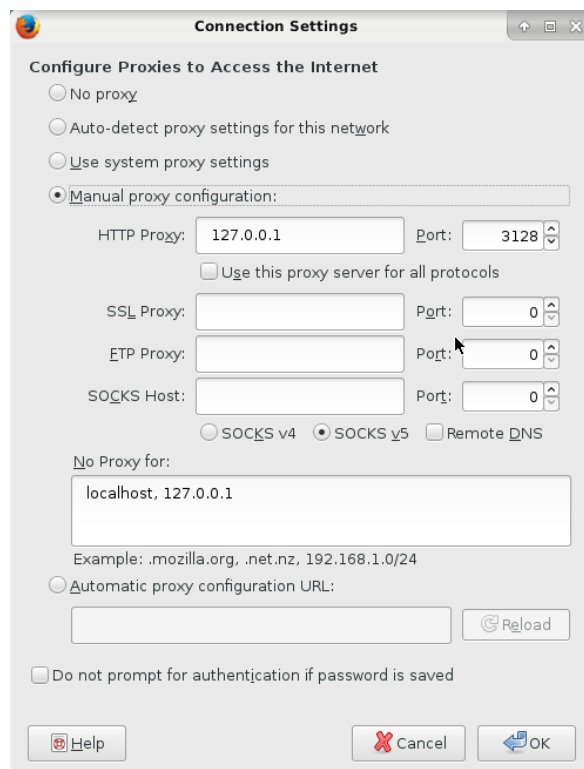 Connection Settings
Configure Proxies to Access the Internet
No proxy
Auto-detect proxy settings for this network
Use system proxy settings
Manual proxy configuration:
HTTP Proxy: 127.0.0.1 Port: 3128
Use this proxy server for all protocols
SSL Proxy: Port: 0
FTP Proxy: Port: 0
SOCKS Host: Port: 0
SOCKS v4 SOCKS v5 Remote DNS
No Proxy for:
localhost, 127.0.0.1
Example: .mozilla.org, .net.nz, 192.168.1.0/24
Automatic proxy configuration URL:
Reload
Do not prompt for authentication if password is saved
Help Cancel OK